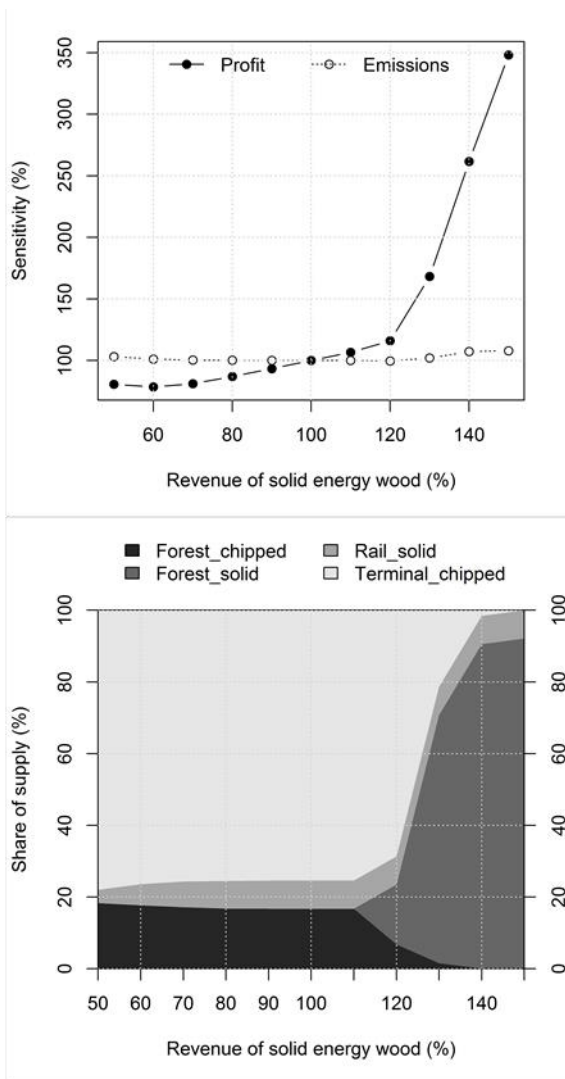 Profit
Emissions
350
300
250
200
150
100
Sensitivity (%)
60 80 100 120 140
Revenue of solid energy wood (%)
Forest_chipped Rail_solid
Forest_solid Terminal_chipped
100 100
80 80
60 60
40 40
20 20
0 0
Share of supply (%)
50 60 70 80 90 100 120 140
Revenue of solid energy wood (%)